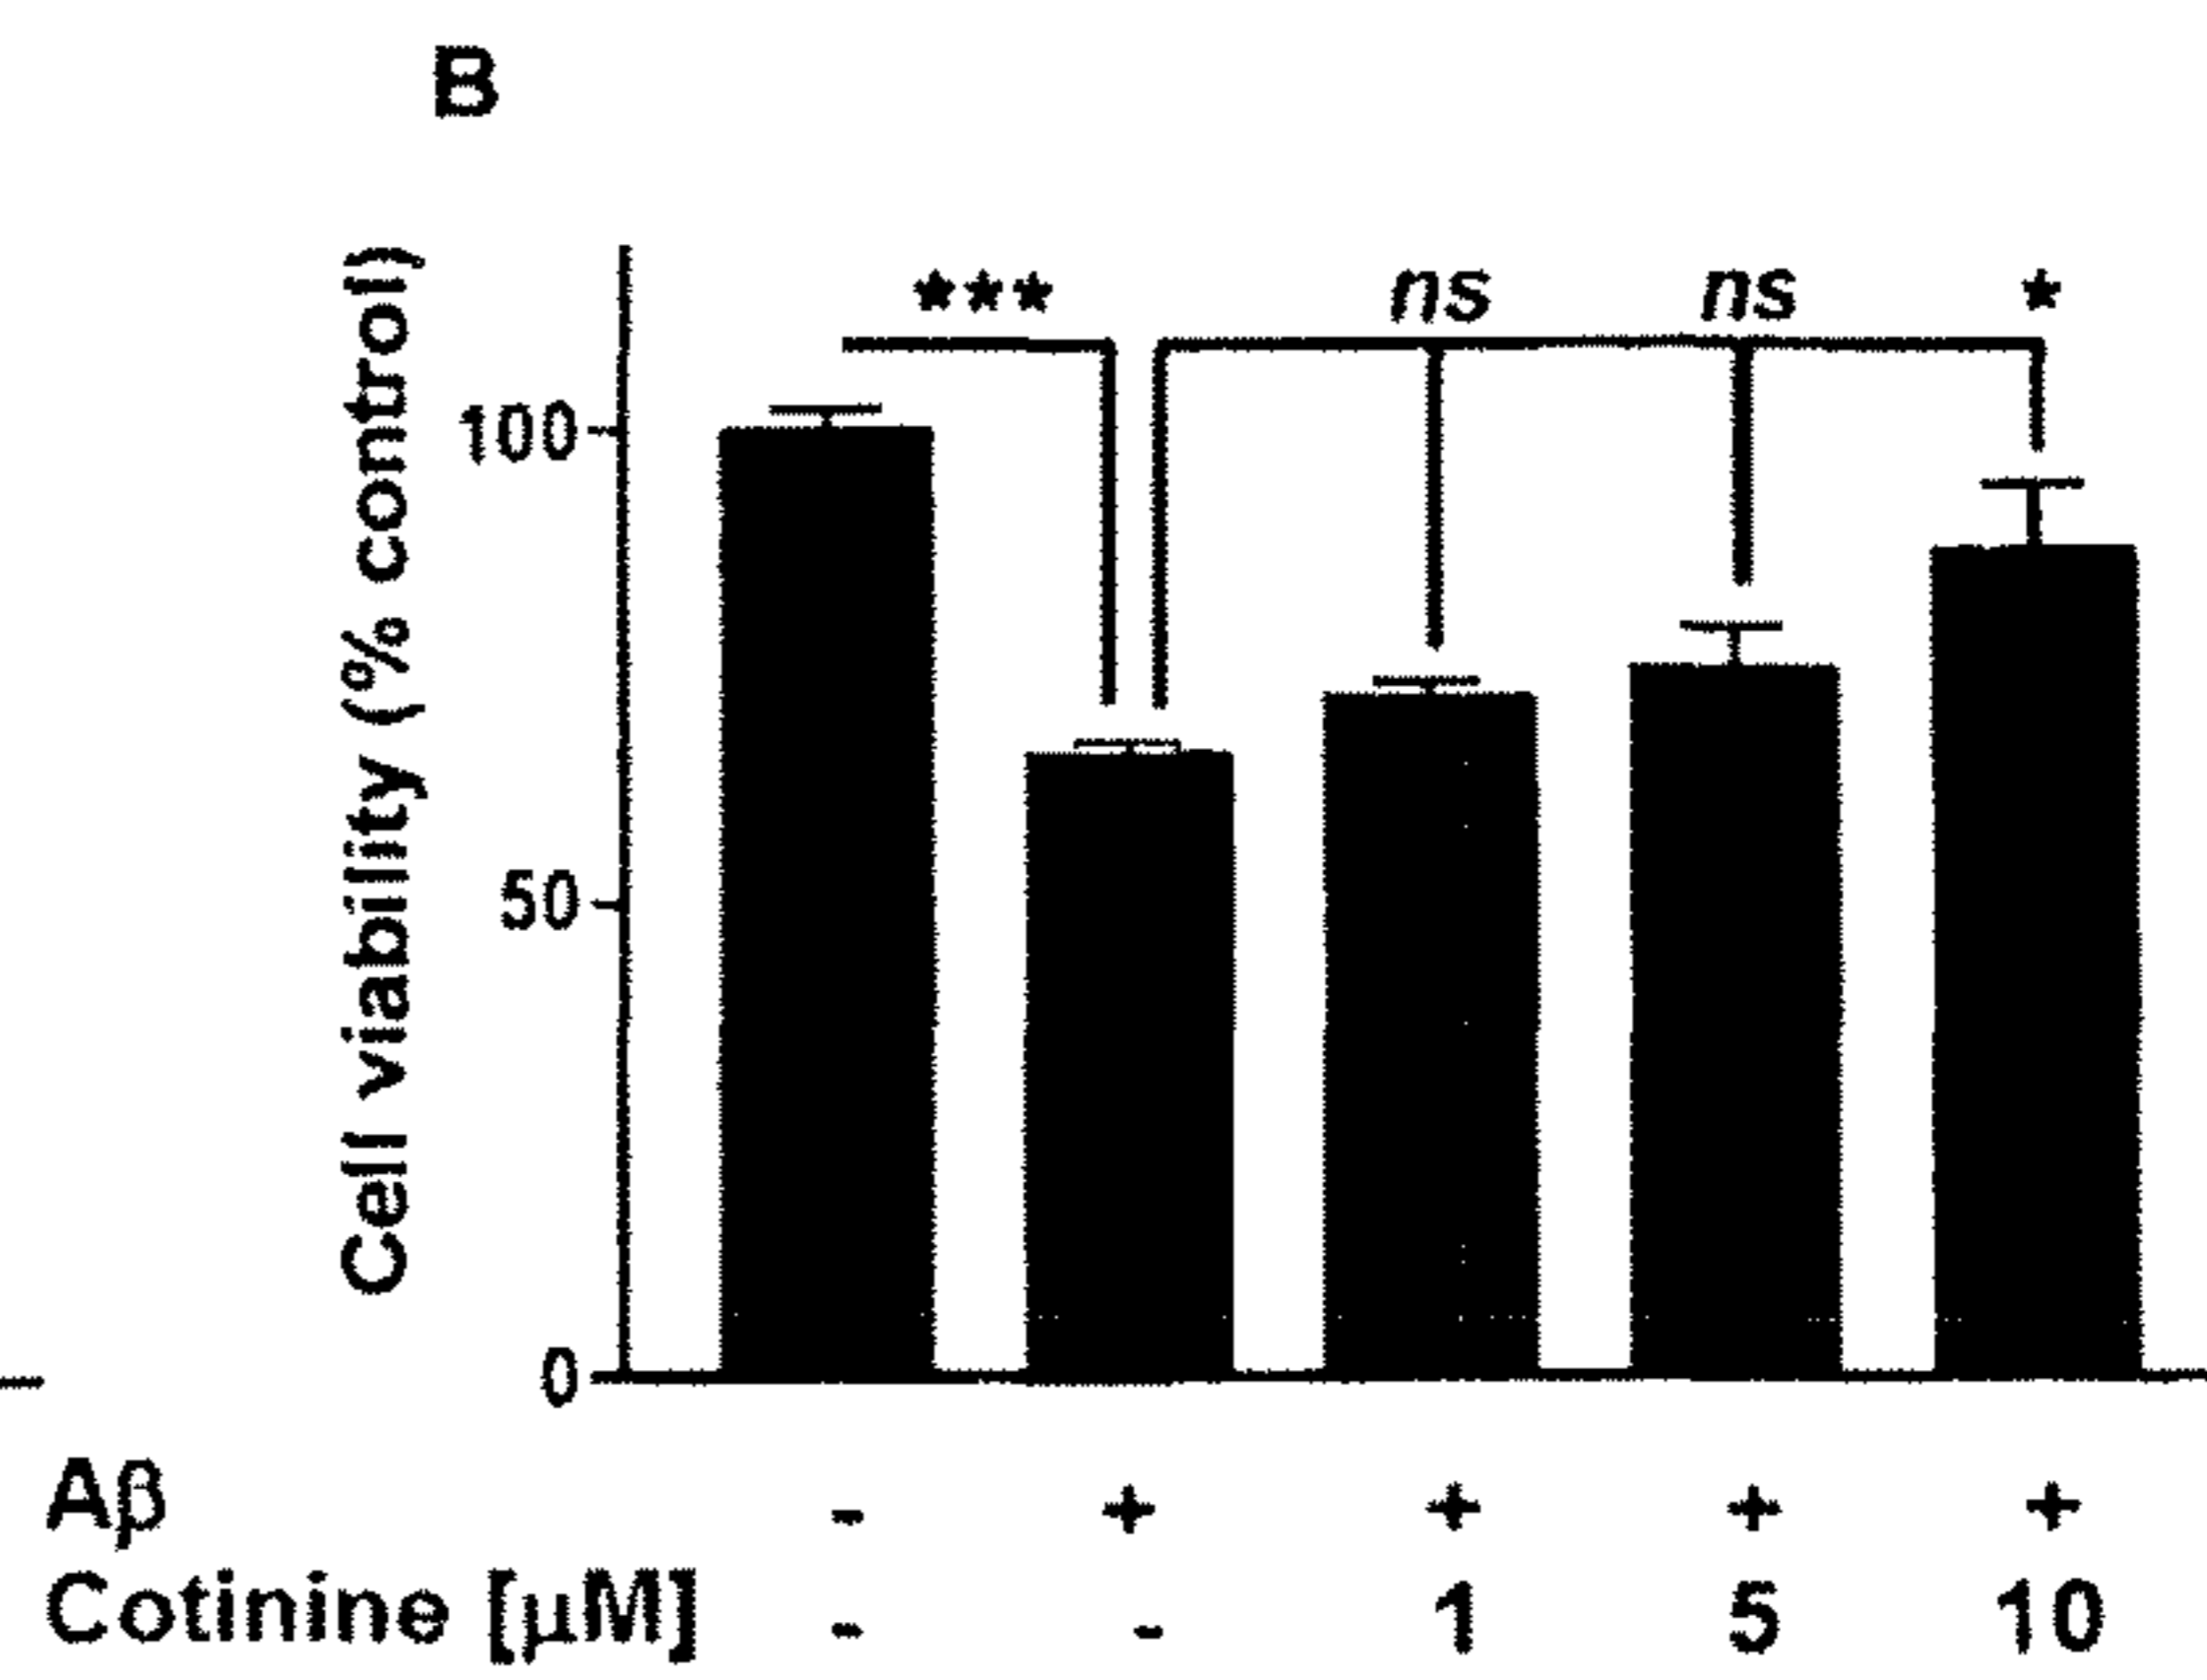 B
Cell viability (% control)
*** ns ns *
100
50
0
Aβ - + + + +
Cotinine [µM] - - 1 5 10